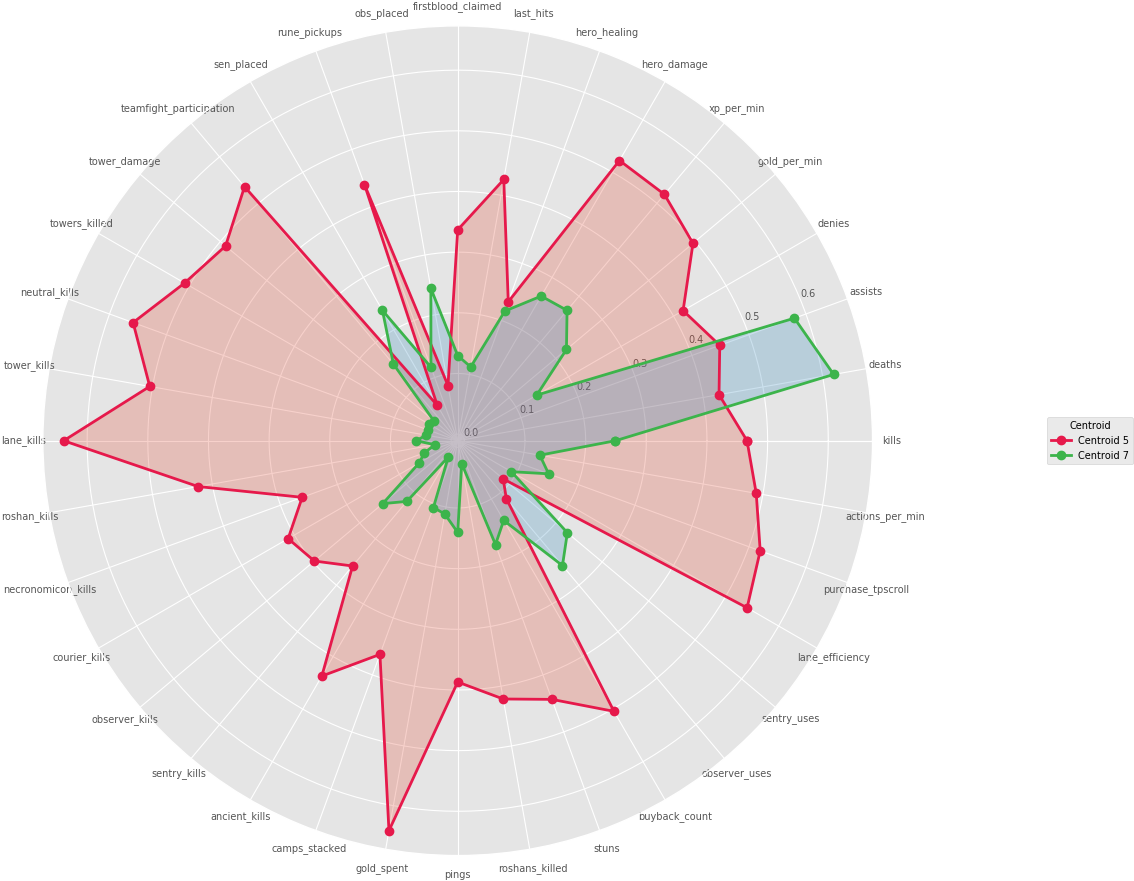 firstblood_claimed
obs_placed
last_hits
rune_pickups
hero_healing
sen_placed
hero_damage
teamfight_participation
xp_per_min
tower_damage
gold_per_min
towers_killed
denies
neutral_kills
assists
0.6
0.5
0.4
tower_kills
0.3
deaths
0.2
0.1
lane_kills
0.0
kills
Centroid
Centroid 5
Centroid 7
roshan_kills
actions_per_min
necronomicon_kills
purchase_tpscroll
courier_kills
lane_efficiency
observer_kills
sentry_uses
sentry_kills
observer_uses
ancient_kills
buyback_count
camps_stacked
stuns
gold_spent
pings
roshans_killed